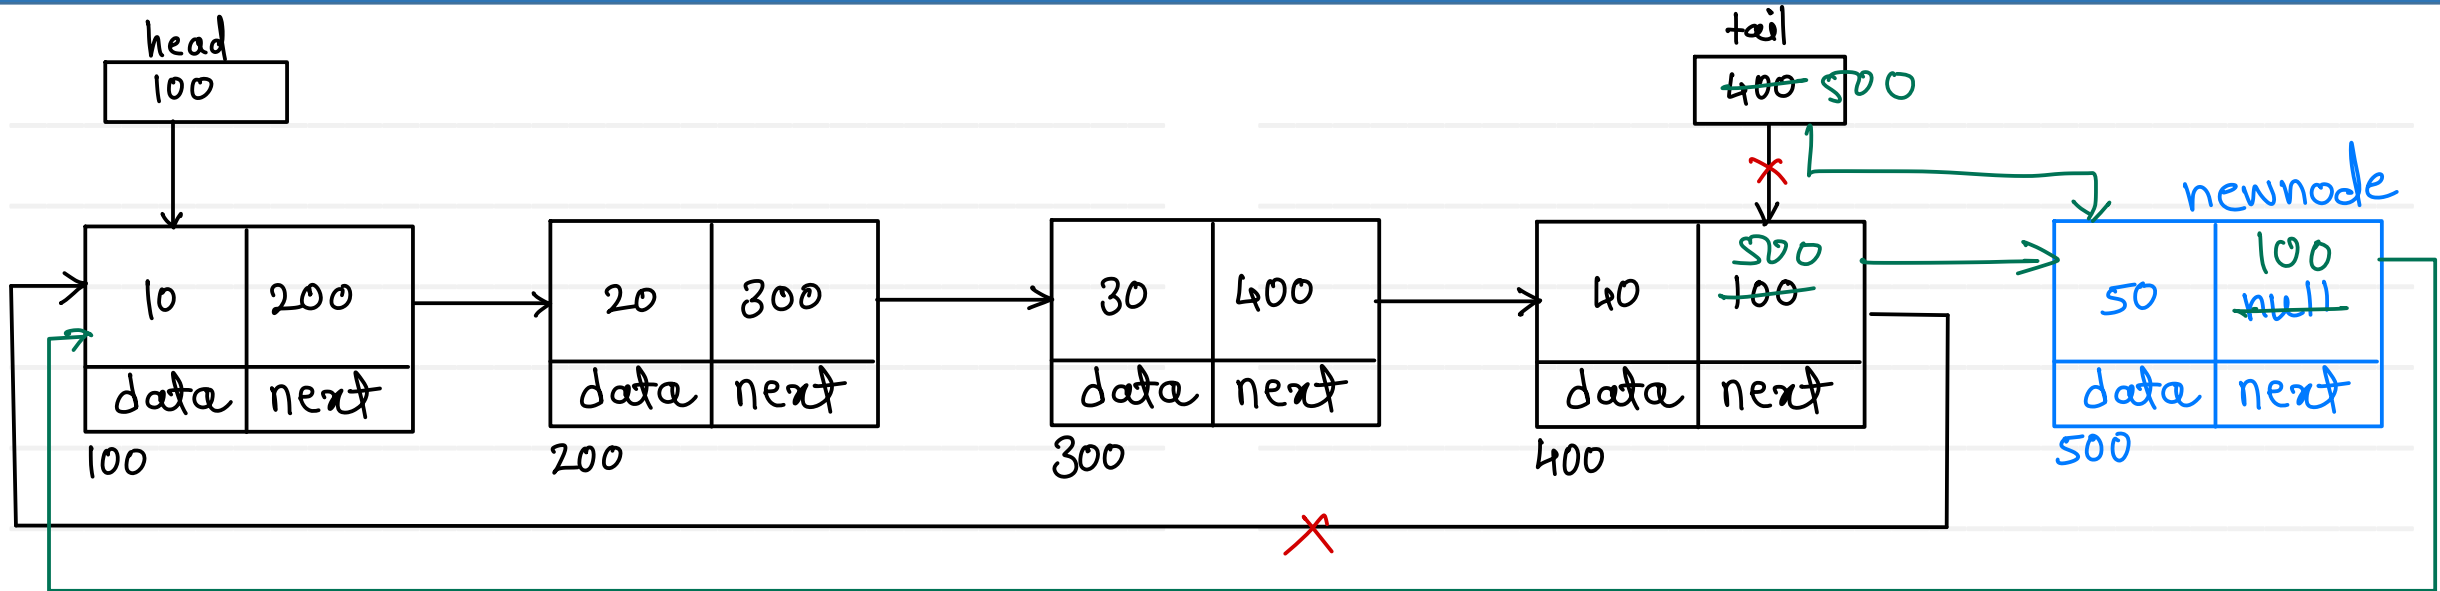 head
tail
100
400 500
newnode
500
100
10 200
20 300
30 400
40 100
50 null
data next
data next
data next
data next
data next
100
200
300
400
500